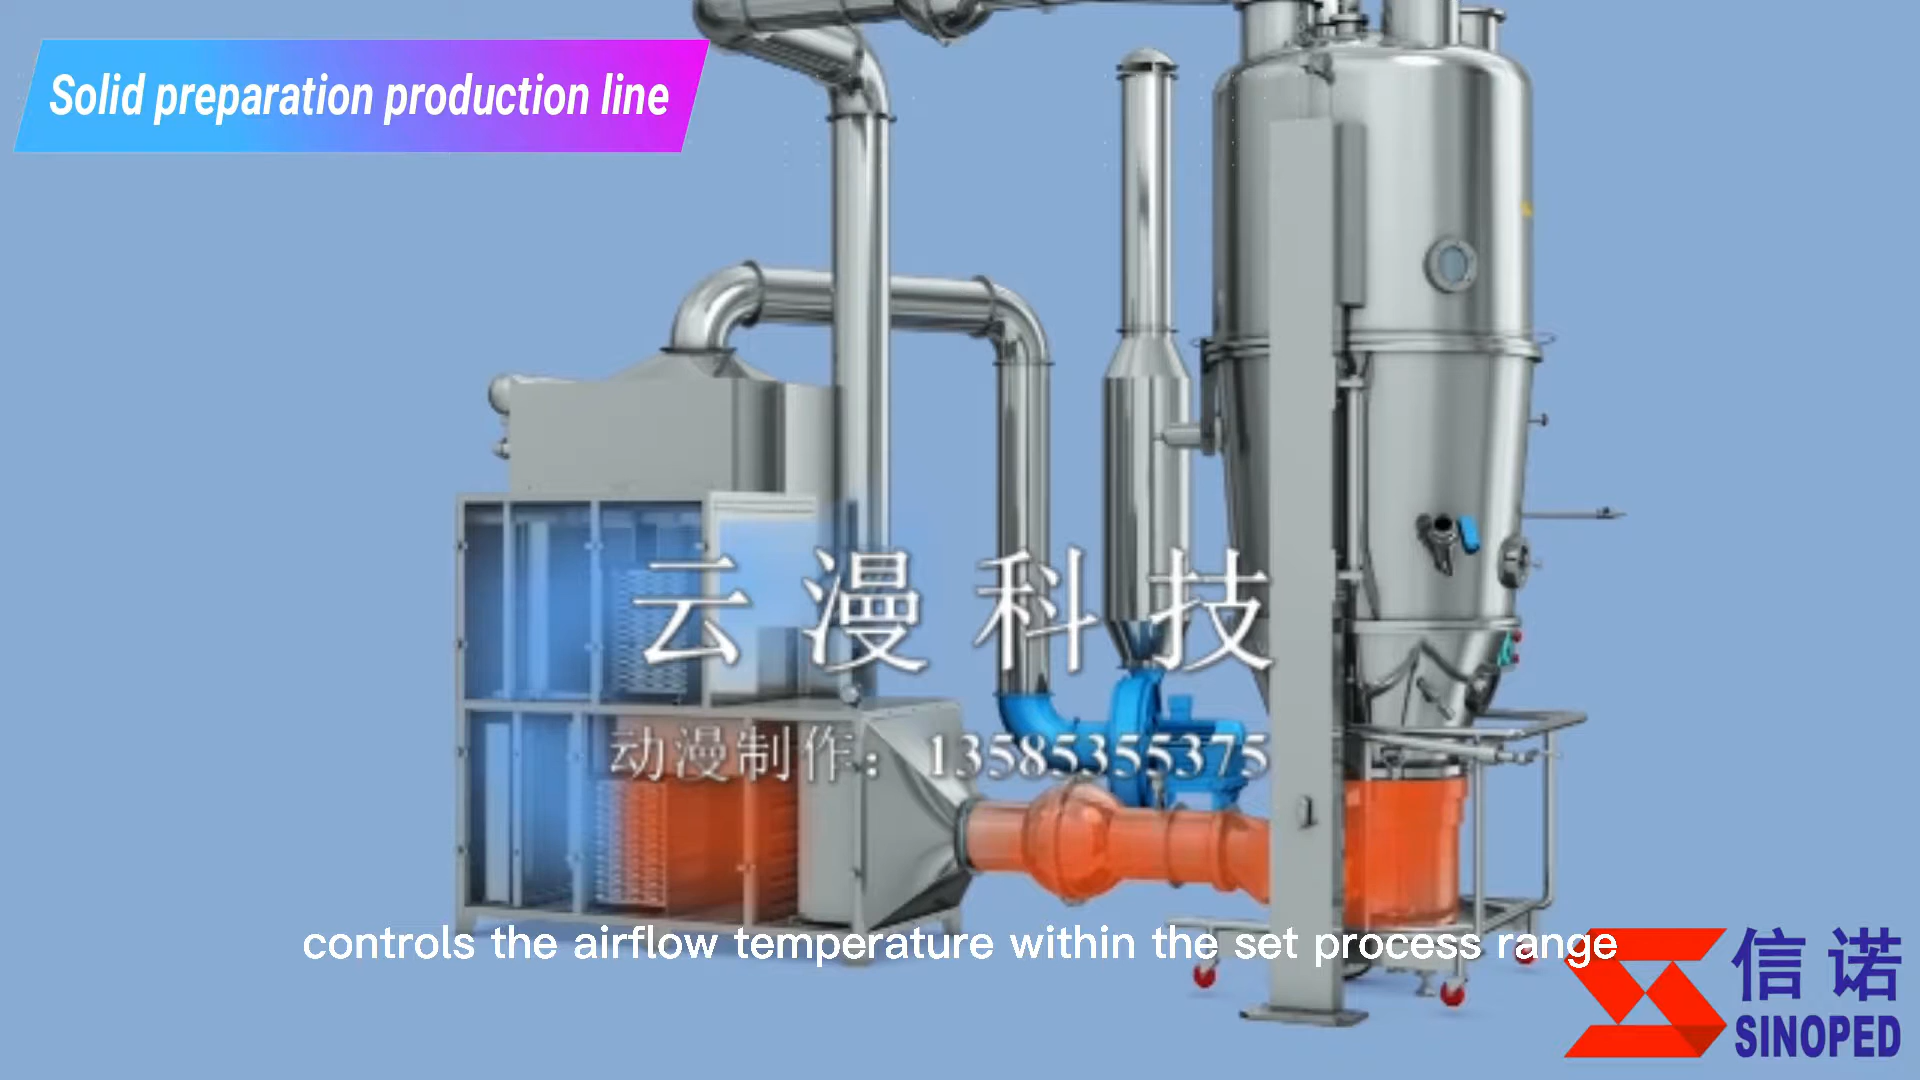 Solid preparation production line
云漫科技
动漫制作：13585355375
controls the airflow temperature within the set process range
信诺
SINOPED